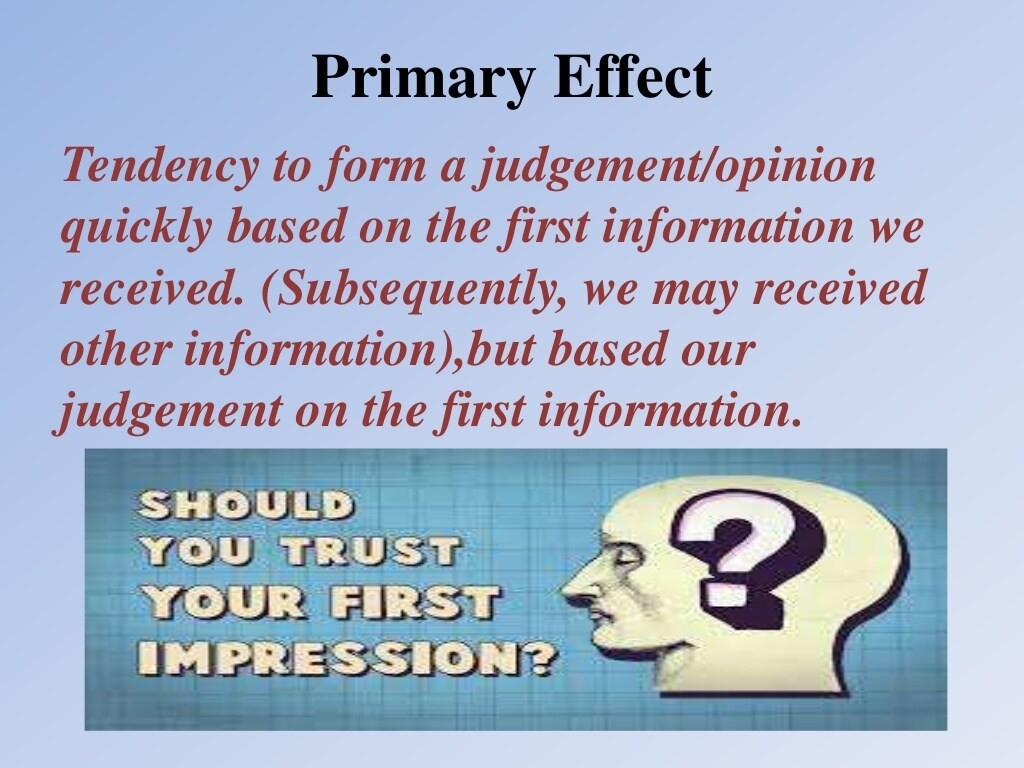 Primary Effect
Tendency to form a judgement/opinion
quickly based on the first information we
received. (Subsequently, we may received
other information),but based our
judgement on the first information.
SHOULD
YOU TRUST
YOUR FIRST
IMPRESSION?
?